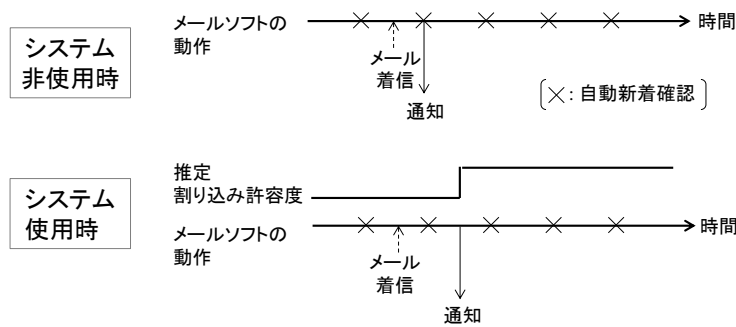 システム
非使用時
メールソフトの
動作
時間
メール
着信
通知
×: 自動新着確認
システム
使用時
推定
割り込み許容度
メールソフトの
動作
時間
メール
着信
通知